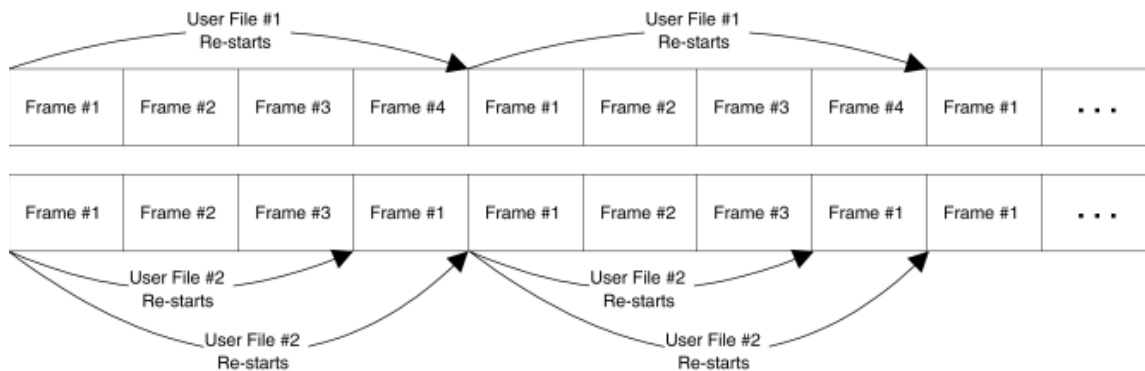 User File #1
Re-starts
User File #1
Re-starts
Frame #1 Frame #2 Frame #3 Frame #4 Frame #1 Frame #2 Frame #3 Frame #4 Frame #1 ...
Frame #1 Frame #2 Frame #3 Frame #1 Frame #1 Frame #2 Frame #3 Frame #1 Frame #1 ...
User File #2
Re-starts
User File #2
Re-starts
User File #2
Re-starts
User File #2
Re-starts